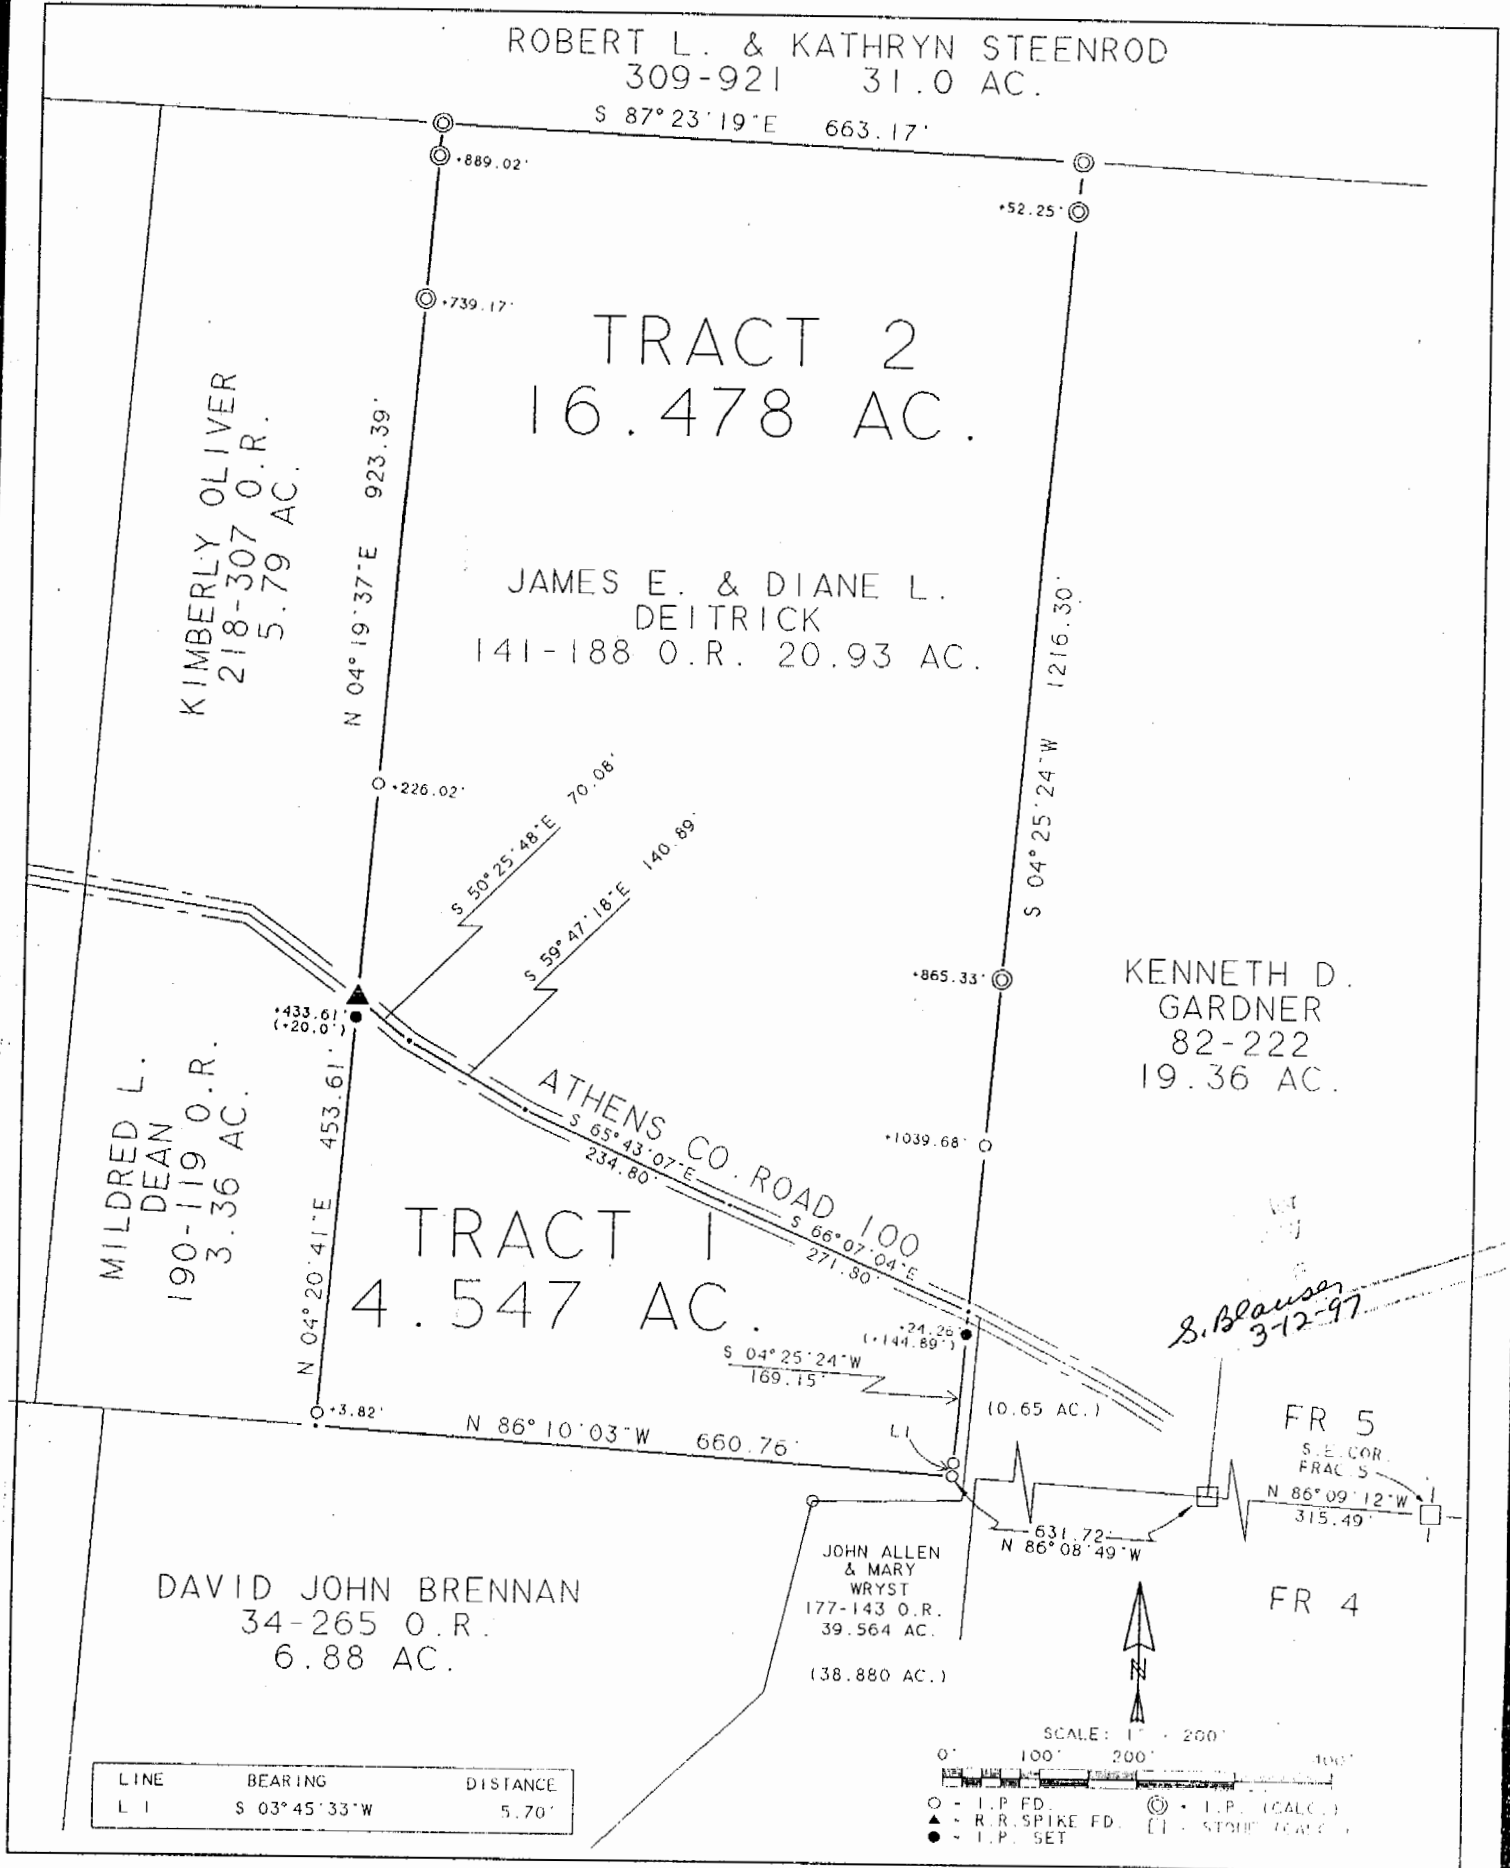 ROBERT L. & KATHRYN STEENROD
309-921 31.0 AC.
S 87°23'19"E 663.17'
+889.02'
+52.25'
+739.17'
TRACT 2
16.478 AC.
KIMBERLY OLIVER
218-307 O.R.
5.79 AC.
N 04°19'37"E 923.39'
JAMES E. & DIANE L.
DEITRICK
141-188 O.R. 20.93 AC.
S 04°25'24"W 1216.30'
+226.02'
S 50°25'48"E 70.08'
S 59°47'18"E 140.89'
+865.33'
KENNETH D.
GARDNER
82-222
19.36 AC.
+433.61'
(+20.0')
MILDRED L.
DEAN
190-119 O.R.
3.36 AC.
N 04°20'41"E 453.61'
ATHENS CO. ROAD 100
S 65°43'07"E
234.80'
+1039.68'
S 66°07'04"E
271.80'
TRACT 1
4.547 AC.
+24.26'
(+144.89')
S 04°25'24"W
169.15'
S. Blauser
3-12-97
+3.82'
N 86°10'03"W 660.76'
L1
(0.65 AC.)
FR 5
S.E. COR.
FRAC. 5
N 86°09'12"W
315.49'
631.72'
N 86°08'49"W
JOHN ALLEN
& MARY
WRYST
177-143 O.R.
39.564 AC.
(38.880 AC.)
FR 4
DAVID JOHN BRENNAN
34-265 O.R.
6.88 AC.
N
SCALE: 1" 200'
0' 100' 200' 400'
LINE BEARING DISTANCE
L 1 S 03°45'33"W 5.70'
- I.P. FD.
- R.R. SPIKE FD.
- I.P. SET
- I.P. (CALC.)
- STONE (CALC.)